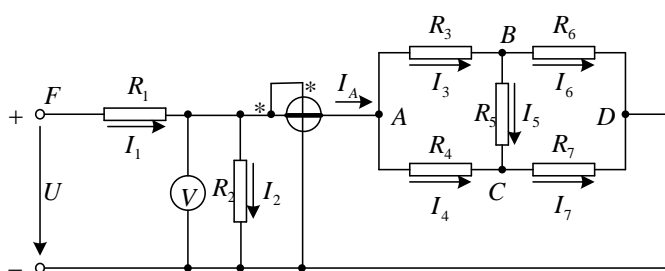 R3 B R6
F R1 * * IA I3 I6
+ I1 A R5 I5 D
U V R2 I2 R4 R7
I4 C I7
−